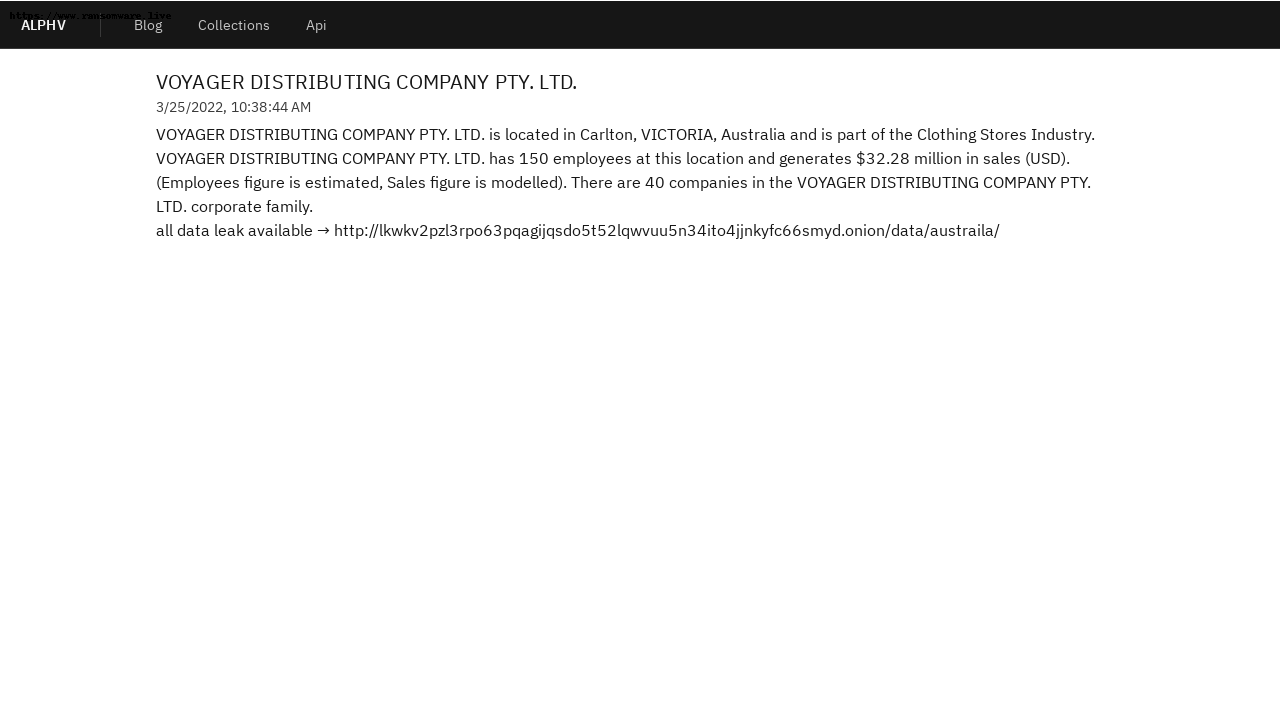 https://www.ransomware.live
ALPHV
Blog
Collections
Api
VOYAGER DISTRIBUTING COMPANY PTY. LTD.
3/25/2022, 10:38:44 AM
VOYAGER DISTRIBUTING COMPANY PTY. LTD. is located in Carlton, VICTORIA, Australia and is part of the Clothing Stores Industry.
VOYAGER DISTRIBUTING COMPANY PTY. LTD. has 150 employees at this location and generates $32.28 million in sales (USD).
(Employees figure is estimated, Sales figure is modelled). There are 40 companies in the VOYAGER DISTRIBUTING COMPANY PTY.
LTD. corporate family.
all data leak available → http://lkwkv2pzl3rpo63pqagijqsdo5t52lqwvuu5n34ito4jjnkyfc66smyd.onion/data/austraila/